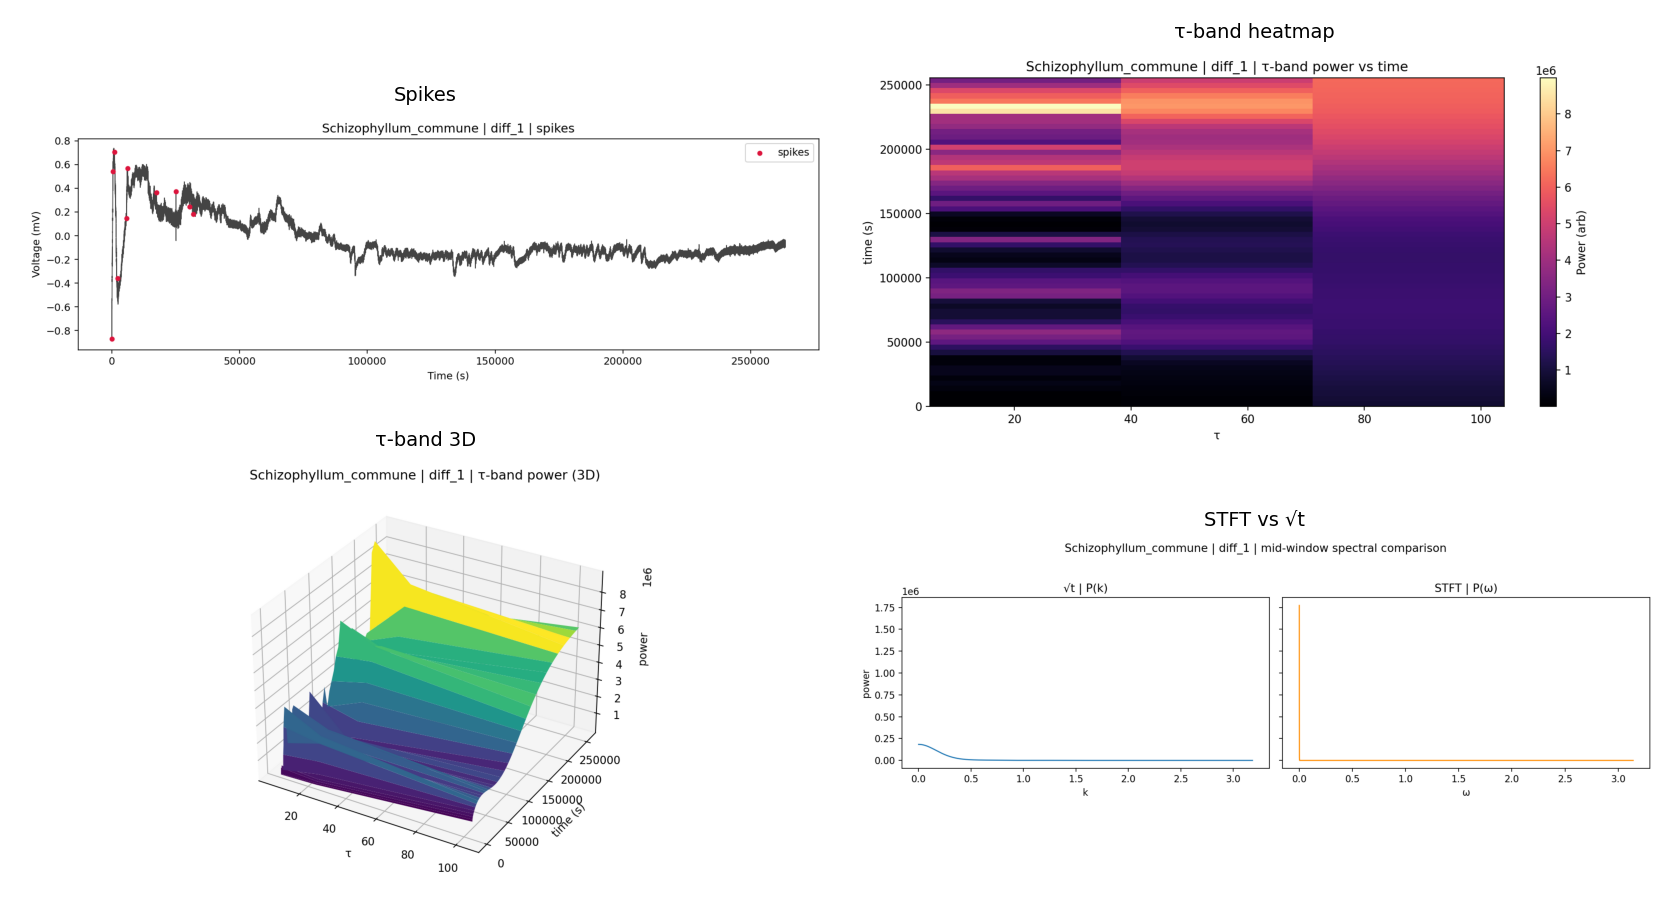 Spikes
Schizophyllum_commune | diff_1 | spikes
0.8
0.6
0.4
0.2
0.0
−0.2
−0.4
−0.6
−0.8
Voltage (mV)
spikes
0 50000 100000 150000 200000 250000
Time (s)
τ-band heatmap
Schizophyllum_commune | diff_1 | τ-band power vs time
250000
200000
150000
100000
50000
0
time (s)
20 40 60 80 100
τ
1e6
8
7
6
5
4
3
2
1
Power (arb)
τ-band 3D
Schizophyllum_commune | diff_1 | τ-band power (3D)
1e6
8
7
6
5
4
3
2
1
power
250000
200000
150000
100000
50000
0
time (s)
20
40
60
80
100
τ
STFT vs √t
Schizophyllum_commune | diff_1 | mid-window spectral comparison
√t | P(k)
1e6
1.75
1.50
1.25
1.00
0.75
0.50
0.25
0.00
power
0.0 0.5 1.0 1.5 2.0 2.5 3.0
k
STFT | P(ω)
0.0 0.5 1.0 1.5 2.0 2.5 3.0
ω